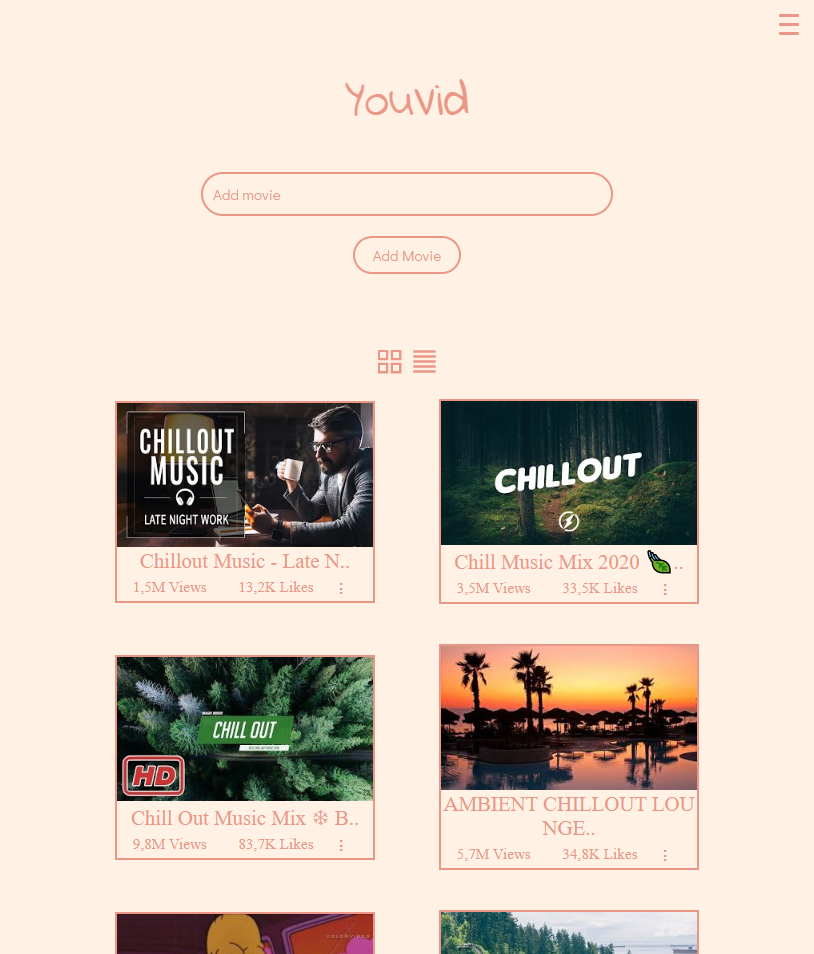 YouVid
Add movie
Add Movie
CHILLOUT
MUSIC
LATE NIGHT WORK
Chillout Music - Late N..
1,5M Views 13,2K Likes
CHILLOUT
Chill Music Mix 2020 ..
3,5M Views 33,5K Likes
CHILL OUT
HD
Chill Out Music Mix ❄ B..
9,8M Views 83,7K Likes
AMBIENT CHILLOUT LOU
NGE..
5,7M Views 34,8K Likes